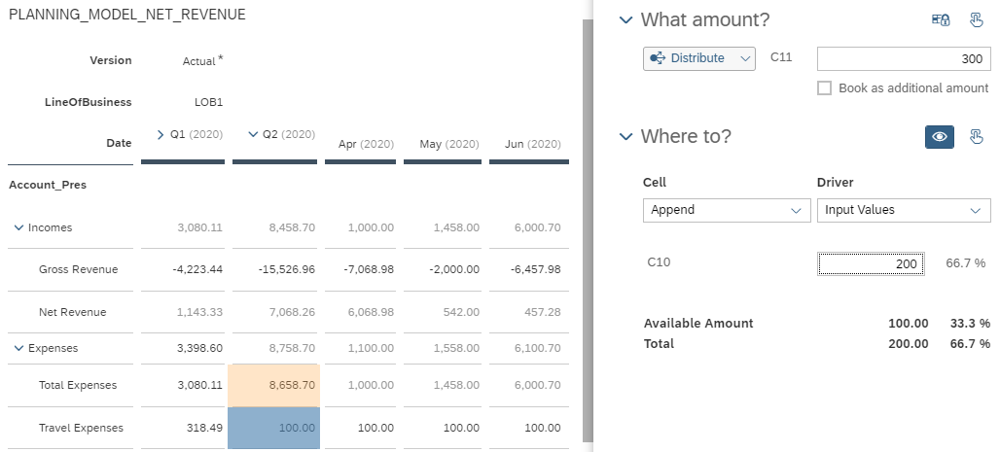 PLANNING_MODEL_NET_REVENUE
Version Actual *
LineOfBusiness LOB1
Date Q1 (2020) Q2 (2020) Apr (2020) May (2020) Jun (2020)
Account_Pres
Incomes 3,080.11 8,458.70 1,000.00 1,458.00 6,000.70
Gross Revenue -4,223.44 -15,526.96 -7,068.98 -2,000.00 -6,457.98
Net Revenue 1,143.33 7,068.26 6,068.98 542.00 457.28
Expenses 3,398.60 8,758.70 1,100.00 1,558.00 6,100.70
Total Expenses 3,080.11 8,658.70 1,000.00 1,458.00 6,000.70
Travel Expenses 318.49 100.00 100.00 100.00 100.00
What amount?
Distribute C11 300
Book as additional amount
Where to?
Cell Driver
Append Input Values
C10 200 66.7 %
Available Amount 100.00 33.3 %
Total 200.00 66.7 %